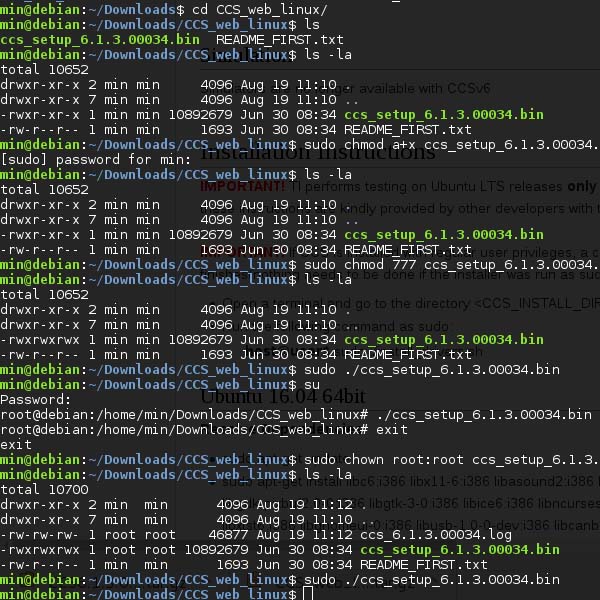 min@debian:~/Downloads$ cd CCS_web_linux/
min@debian:~/Downloads/CCS_web_linux$ ls
ccs_setup_6.1.3.00034.bin  README_FIRST.txt
min@debian:~/Downloads/CCS_web_linux$ ls -la
total 10652
drwxr-xr-x 2 min min     4096 Aug 19 11:10 .
drwxr-xr-x 7 min min     4096 Aug 19 11:10 ..
-rwxr-xr-x 1 min min 10892679 Jun 30 08:34 ccs_setup_6.1.3.00034.bin
-rw-r--r-- 1 min min     1693 Jun 30 08:34 README_FIRST.txt
min@debian:~/Downloads/CCS_web_linux$ sudo chmod a+x ccs_setup_6.1.3.00034.
[sudo] password for min:
min@debian:~/Downloads/CCS_web_linux$ ls -la
total 10652
drwxr-xr-x 2 min min     4096 Aug 19 11:10 .
drwxr-xr-x 7 min min     4096 Aug 19 11:10 ..
-rwxr-xr-x 1 min min 10892679 Jun 30 08:34 ccs_setup_6.1.3.00034.bin
-rw-r--r-- 1 min min     1693 Jun 30 08:34 README_FIRST.txt
min@debian:~/Downloads/CCS_web_linux$ sudo chmod 777 ccs_setup_6.1.3.00034.
min@debian:~/Downloads/CCS_web_linux$ ls -la
total 10652
drwxr-xr-x 2 min min     4096 Aug 19 11:10 .
drwxr-xr-x 7 min min     4096 Aug 19 11:10 ..
-rwxrwxrwx 1 min min 10892679 Jun 30 08:34 ccs_setup_6.1.3.00034.bin
-rw-r--r-- 1 min min     1693 Jun 30 08:34 README_FIRST.txt
min@debian:~/Downloads/CCS_web_linux$ sudo ./ccs_setup_6.1.3.00034.bin
min@debian:~/Downloads/CCS_web_linux$ su
Password:
root@debian:/home/min/Downloads/CCS_web_linux# ./ccs_setup_6.1.3.00034.bin
root@debian:/home/min/Downloads/CCS_web_linux# exit
exit
min@debian:~/Downloads/CCS_web_linux$ sudo chown root:root ccs_setup_6.1.3.
min@debian:~/Downloads/CCS_web_linux$ ls -la
total 10700
drwxr-xr-x 2 min  min      4096 Aug 19 11:12 .
drwxr-xr-x 7 min  min      4096 Aug 19 11:10 ..
-rw-rw-rw- 1 root root    46877 Aug 19 11:12 ccs_6.1.3.00034.log
-rwxrwxrwx 1 root root 10892679 Jun 30 08:34 ccs_setup_6.1.3.00034.bin
-rw-r--r-- 1 min  min      1693 Jun 30 08:34 README_FIRST.txt
min@debian:~/Downloads/CCS_web_linux$ sudo ./ccs_setup_6.1.3.00034.bin
min@debian:~/Downloads/CCS_web_linux$
Installation Instructions
IMPORTANT! TI performs testing on Ubuntu LTS releases only
Ubuntu 16.04 64bit